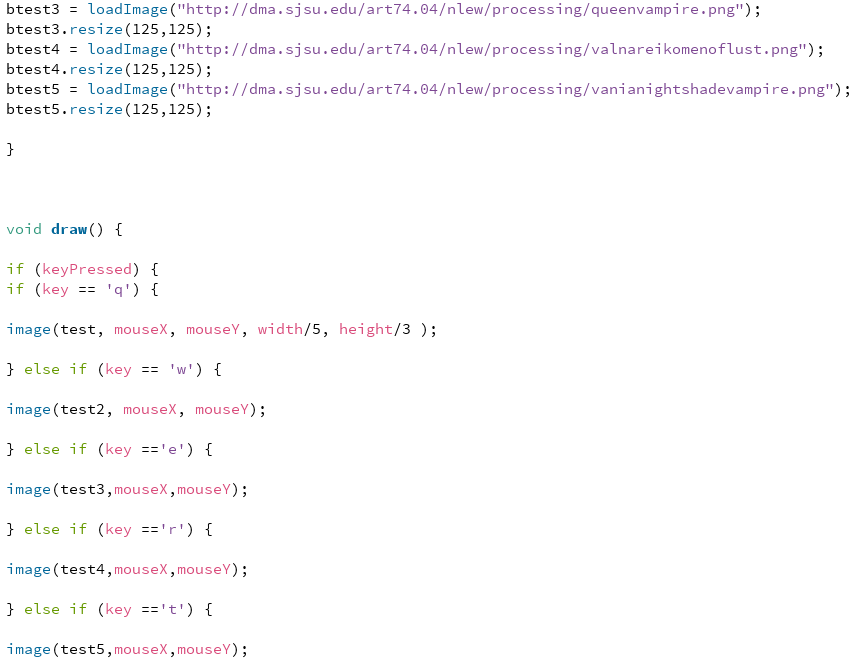 btest3 = loadImage("http://dma.sjsu.edu/art74.04/nlew/processing/queenvampire.png");
btest3.resize(125,125);
btest4 = loadImage("http://dma.sjsu.edu/art74.04/nlew/processing/valnareikomenoflust.png");
btest4.resize(125,125);
btest5 = loadImage("http://dma.sjsu.edu/art74.04/nlew/processing/vanianightshadevampire.png");
btest5.resize(125,125);
}
void draw() {
if (keyPressed) {
if (key == 'q') {
image(test, mouseX, mouseY, width/5, height/3 );
} else if (key == 'w') {
image(test2, mouseX, mouseY);
} else if (key =='e') {
image(test3,mouseX,mouseY);
} else if (key =='r') {
image(test4,mouseX,mouseY);
} else if (key =='t') {
image(test5,mouseX,mouseY);